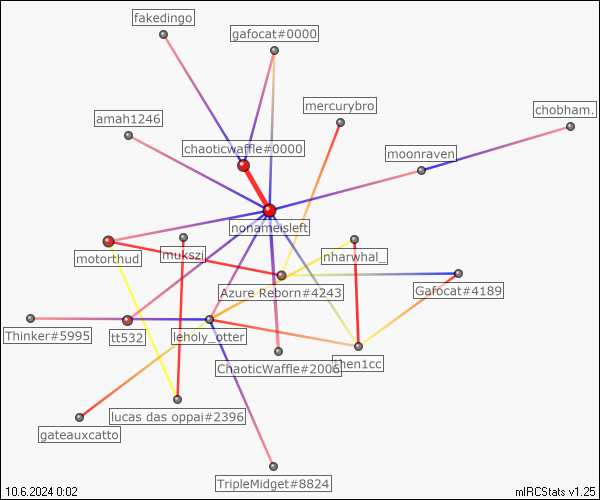 fakedingo
gafocat#0000
mercurybro
chobham.
amah1246
chaoticwaffle#0000
moonraven
nonameisleft
motorthud
mukszi
nharwhal_
Azure Reborn#4243
Gafocat#4189
Thinker#5995
tt532
leholy_otter
ChaoticWaffle#2006
then1cc
lucas das oppai#2396
gateauxcatto
TripleMidget#8824
10.6.2024 0:02
mIRCStats v1.25